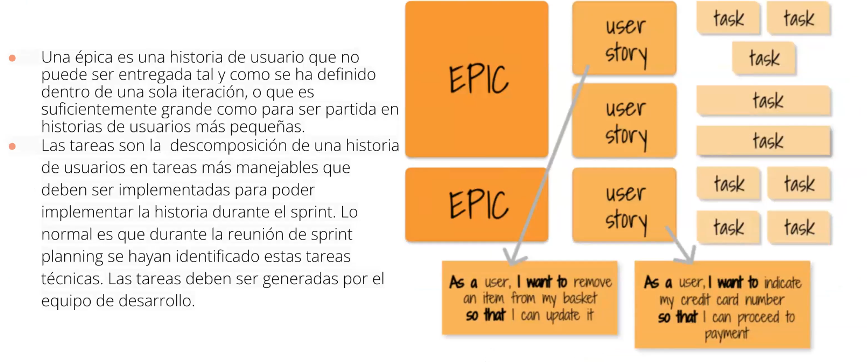 Una épica es una historia de usuario que no
puede ser entregada tal y como se ha definido
dentro de una sola iteración, o que es
suficientemente grande como para ser partida en
historias de usuarios más pequeñas.
Las tareas son la descomposición de una historia
de usuarios en tareas más manejables que
deben ser implementadas para poder
implementar la historia durante el sprint. Lo
normal es que durante la reunión de sprint
planning se hayan identificado estas tareas
técnicas. Las tareas deben ser generadas por el
equipo de desarrollo.
EPIC
user
story
task
task
task
user
story
task
task
EPIC
user
story
task
task
task
task
As a user, I want to remove
an item from my basket
so that I can update it
As a user, I want to indicate
my credit card number
so that I can proceed to
payment